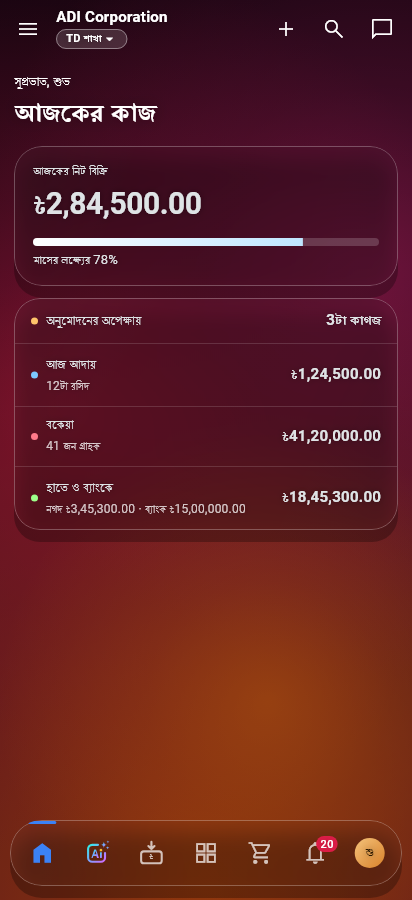 ADI Corporation
TD শাখা
সুপ্রভাত, শুভ
আজকের কাজ
আজকের নিট বিক্রি
৳2,84,500.00
মাসের লক্ষ্যের 78%
অনুমোদনের অপেক্ষায়
3টা কাগজ
আজ আদায়
12টা রসিদ
৳1,24,500.00
বকেয়া
41 জন গ্রাহক
৳41,20,000.00
হাতে ও ব্যাংকে
নগদ ৳3,45,300.00 · ব্যাংক ৳15,00,000.00
৳18,45,300.00
Ai
৳
20
শু